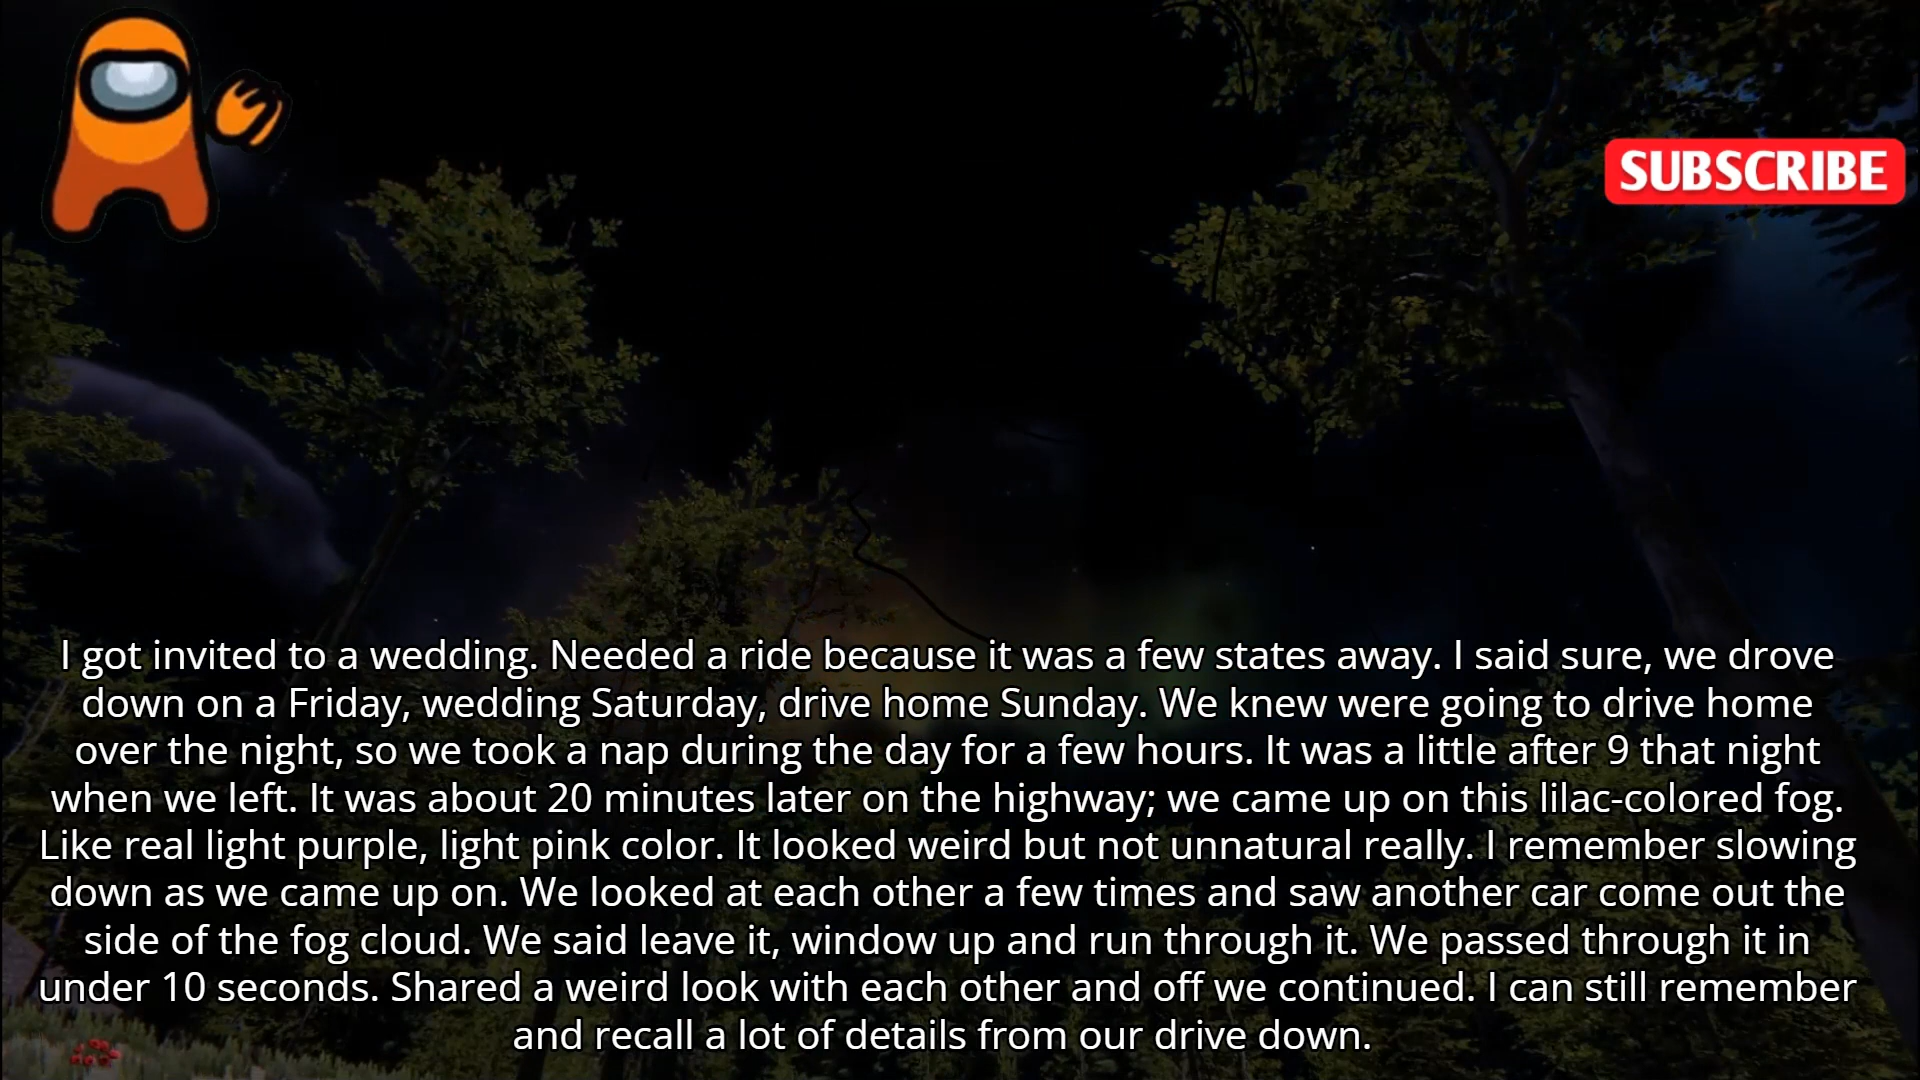 SUBSCRIBE
I got invited to a wedding. Needed a ride because it was a few states away. I said sure, we drove
down on a Friday, wedding Saturday, drive home Sunday. We knew were going to drive home
over the night, so we took a nap during the day for a few hours. It was a little after 9 that night
when we left. It was about 20 minutes later on the highway; we came up on this lilac-colored fog.
Like real light purple, light pink color. It looked weird but not unnatural really. I remember slowing
down as we came up on. We looked at each other a few times and saw another car come out the
side of the fog cloud. We said leave it, window up and run through it. We passed through it in
under 10 seconds. Shared a weird look with each other and off we continued. I can still remember
and recall a lot of details from our drive down.